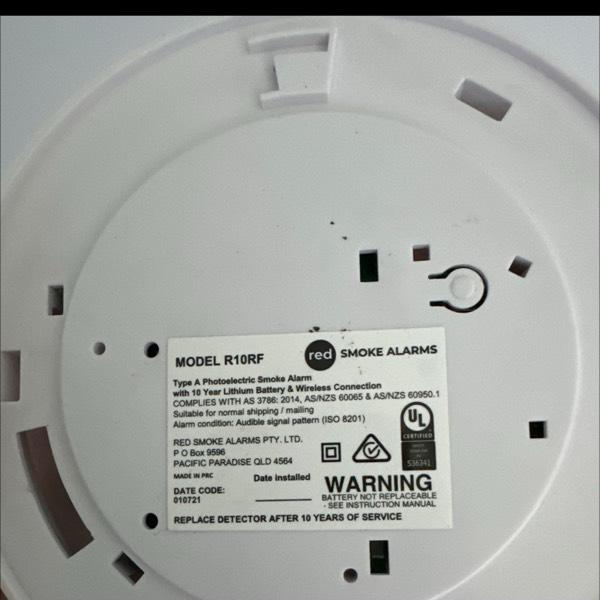 MODEL R10RF
red SMOKE ALARMS
Type A Photoelectric Smoke Alarm
with 10 Year Lithium Battery & Wireless Connection
COMPLIES WITH AS 3786: 2014, AS/NZS 60065 & AS/NZS 60950.1
Suitable for normal shipping / mailing
Alarm condition: Audible signal pattern (ISO 8201)
RED SMOKE ALARMS PTY. LTD.
P O Box 9596
PACIFIC PARADISE QLD 4564
MADE IN PRC
DATE CODE:
010721
Date installed
UL
CERTIFIED
S36341
WARNING
BATTERY NOT REPLACEABLE
- SEE INSTRUCTION MANUAL
REPLACE DETECTOR AFTER 10 YEARS OF SERVICE